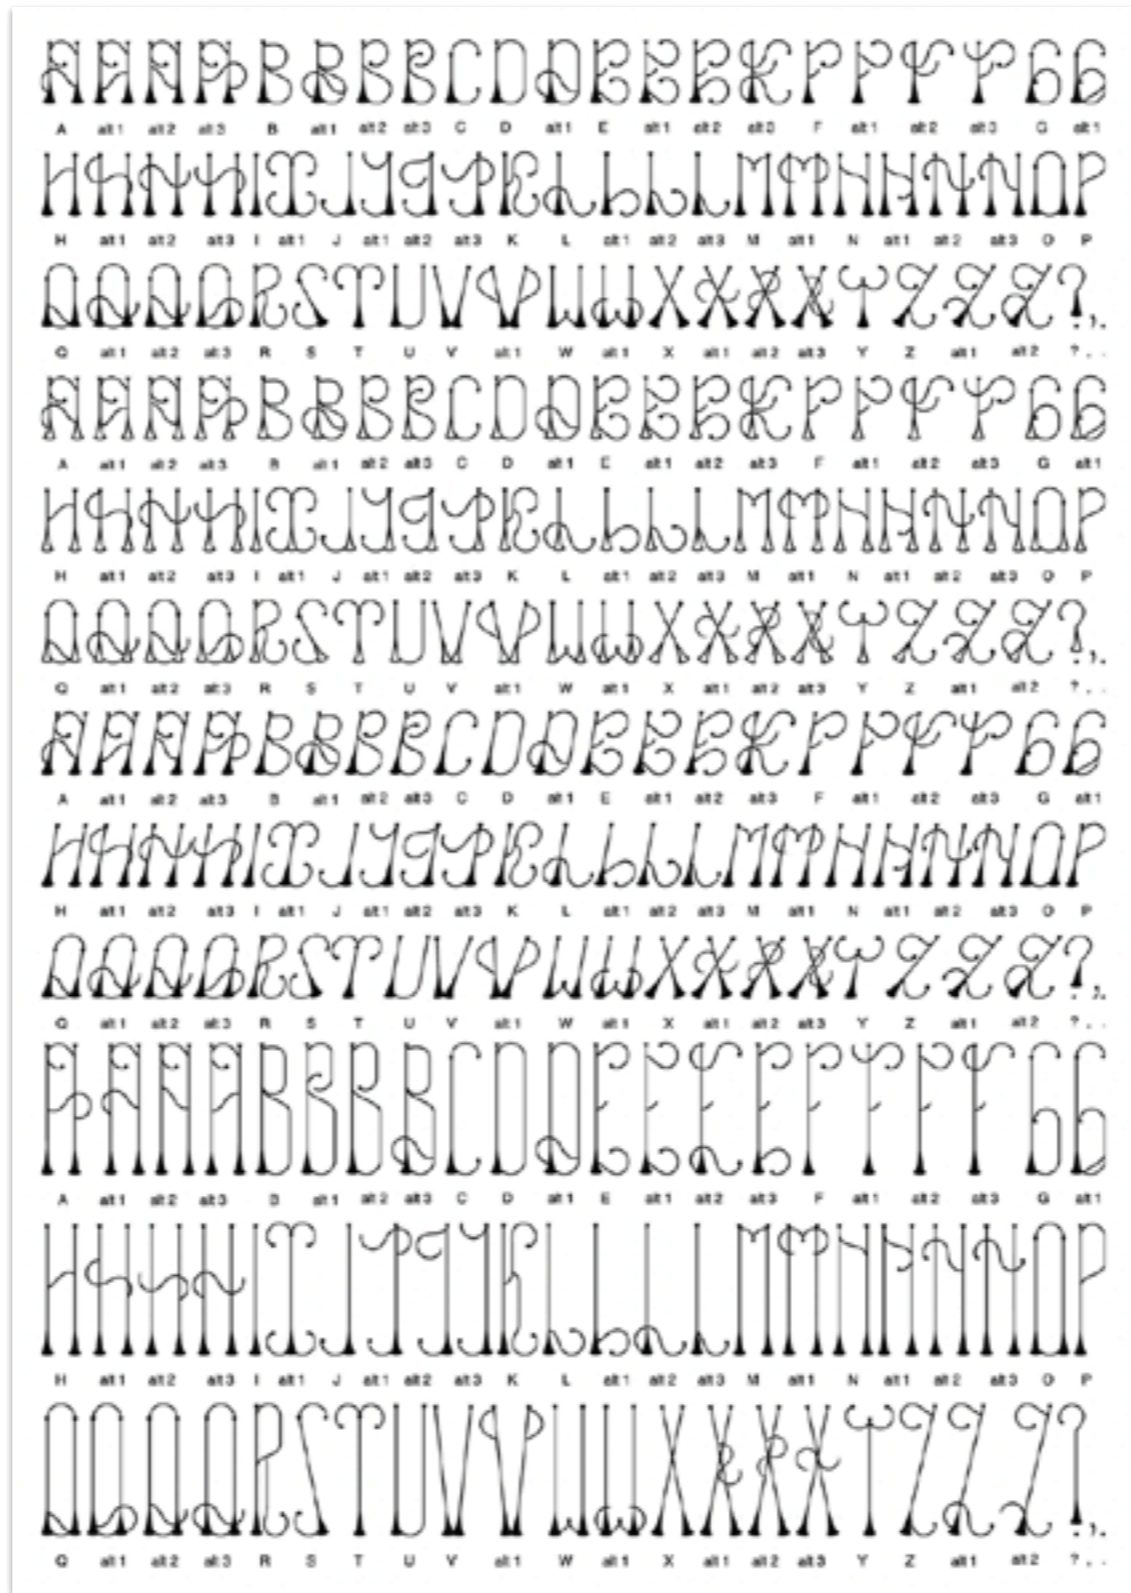 A A A A B B B B C D D E E E E F F F F G G
A alt1 alt2 alt3 B alt1 alt2 alt3 C D alt1 E alt1 alt2 alt3 F alt1 alt2 alt3 G alt1
H H H H I I J J J J K L L L L M M N N N N O P
H alt1 alt2 alt3 I alt1 J alt1 alt2 alt3 K L alt1 alt2 alt3 M alt1 N alt1 alt2 alt3 O P
Q Q Q Q R S T U V V W W X X X X Y Z Z Z ? , .
Q alt1 alt2 alt3 R S T U V alt1 W alt1 X alt1 alt2 alt3 Y Z alt1 alt2 ? , .
A A A A B B B B C D D E E E E F F F F G G
A alt1 alt2 alt3 B alt1 alt2 alt3 C D alt1 E alt1 alt2 alt3 F alt1 alt2 alt3 G alt1
H H H H I I J J J J K L L L L M M N N N N O P
H alt1 alt2 alt3 I alt1 J alt1 alt2 alt3 K L alt1 alt2 alt3 M alt1 N alt1 alt2 alt3 O P
Q Q Q Q R S T U V V W W X X X X Y Z Z Z ? , .
Q alt1 alt2 alt3 R S T U V alt1 W alt1 X alt1 alt2 alt3 Y Z alt1 alt2 ? , .
A A A A B B B B C D D E E E E F F F F G G
A alt1 alt2 alt3 B alt1 alt2 alt3 C D alt1 E alt1 alt2 alt3 F alt1 alt2 alt3 G alt1
H H H H I I J J J J K L L L L M M N N N N O P
H alt1 alt2 alt3 I alt1 J alt1 alt2 alt3 K L alt1 alt2 alt3 M alt1 N alt1 alt2 alt3 O P
Q Q Q Q R S T U V V W W X X X X Y Z Z Z ? , .
Q alt1 alt2 alt3 R S T U V alt1 W alt1 X alt1 alt2 alt3 Y Z alt1 alt2 ? , .
A A A A B B B B C D D E E E E F F F F G G
A alt1 alt2 alt3 B alt1 alt2 alt3 C D alt1 E alt1 alt2 alt3 F alt1 alt2 alt3 G alt1
H H H H I I J J J J K L L L L M M N N N N O P
H alt1 alt2 alt3 I alt1 J alt1 alt2 alt3 K L alt1 alt2 alt3 M alt1 N alt1 alt2 alt3 O P
Q Q Q Q R S T U V V W W X X X X Y Z Z Z ? , .
Q alt1 alt2 alt3 R S T U V alt1 W alt1 X alt1 alt2 alt3 Y Z alt1 alt2 ? , .